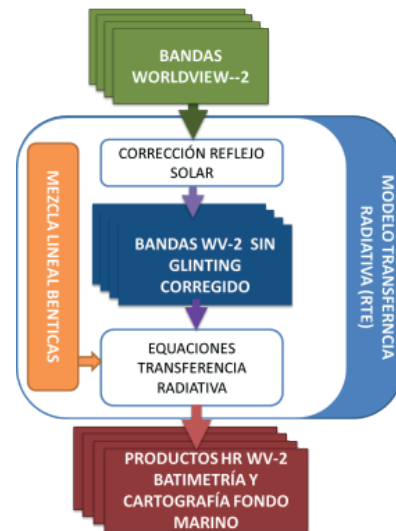 BANDAS
WORLDVIEW--2
CORRECCIÓN REFLEJO
SOLAR
MEZCLA LINEAL BENTICAS
BANDAS WV-2 SIN
GLINTING
CORREGIDO
MODELO TRANSFERNCIA
RADIATIVA (RTE)
EQUACIONES
TRANSFERENCIA
RADIATIVA
PRODUCTOS HR WV-2
BATIMETRÍA Y
CARTOGRAFÍA FONDO
MARINO